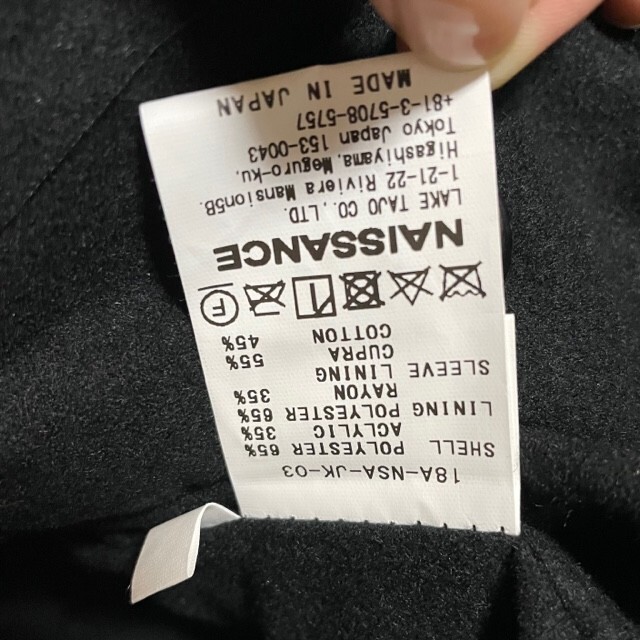 18A-NSA-JK-03
SHELL POLYESTER 65%
ACLYLIC 35%
LINING POLYESTER 65%
RAYON 35%
SLEEVE LINING
CUPRA 55%
COTTON 45%
F
NAISSANCE
LAKE TAJO CO.,LTD.
1-21-22 Riviera Mansion5B.
Higashiyama, Meguro-ku.
Tokyo Japan 153-0043
+81-3-5708-5757
MADE IN JAPAN